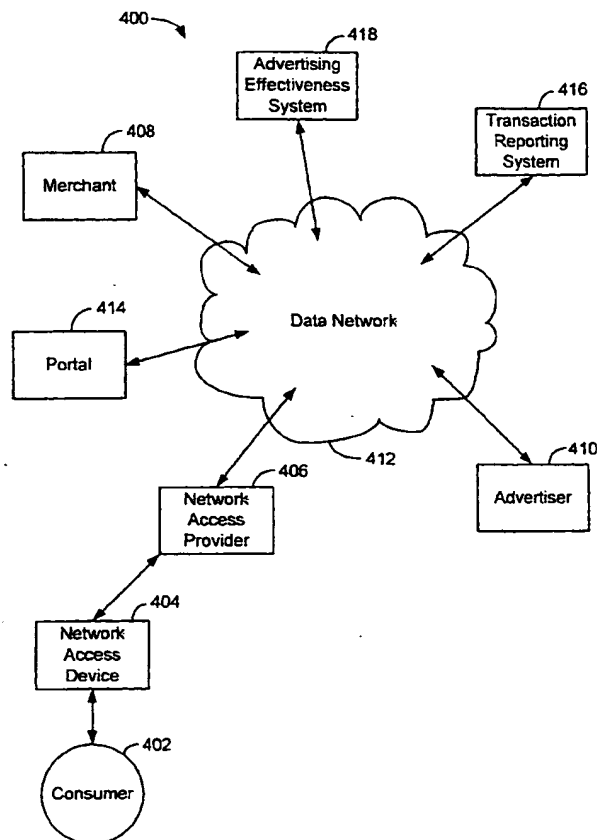 400
418
Advertising
Effectiveness
System
416
Transaction
Reporting
System
408
Merchant
414
Portal
Data Network
412
410
Advertiser
406
Network
Access
Provider
404
Network
Access
Device
402
Consumer